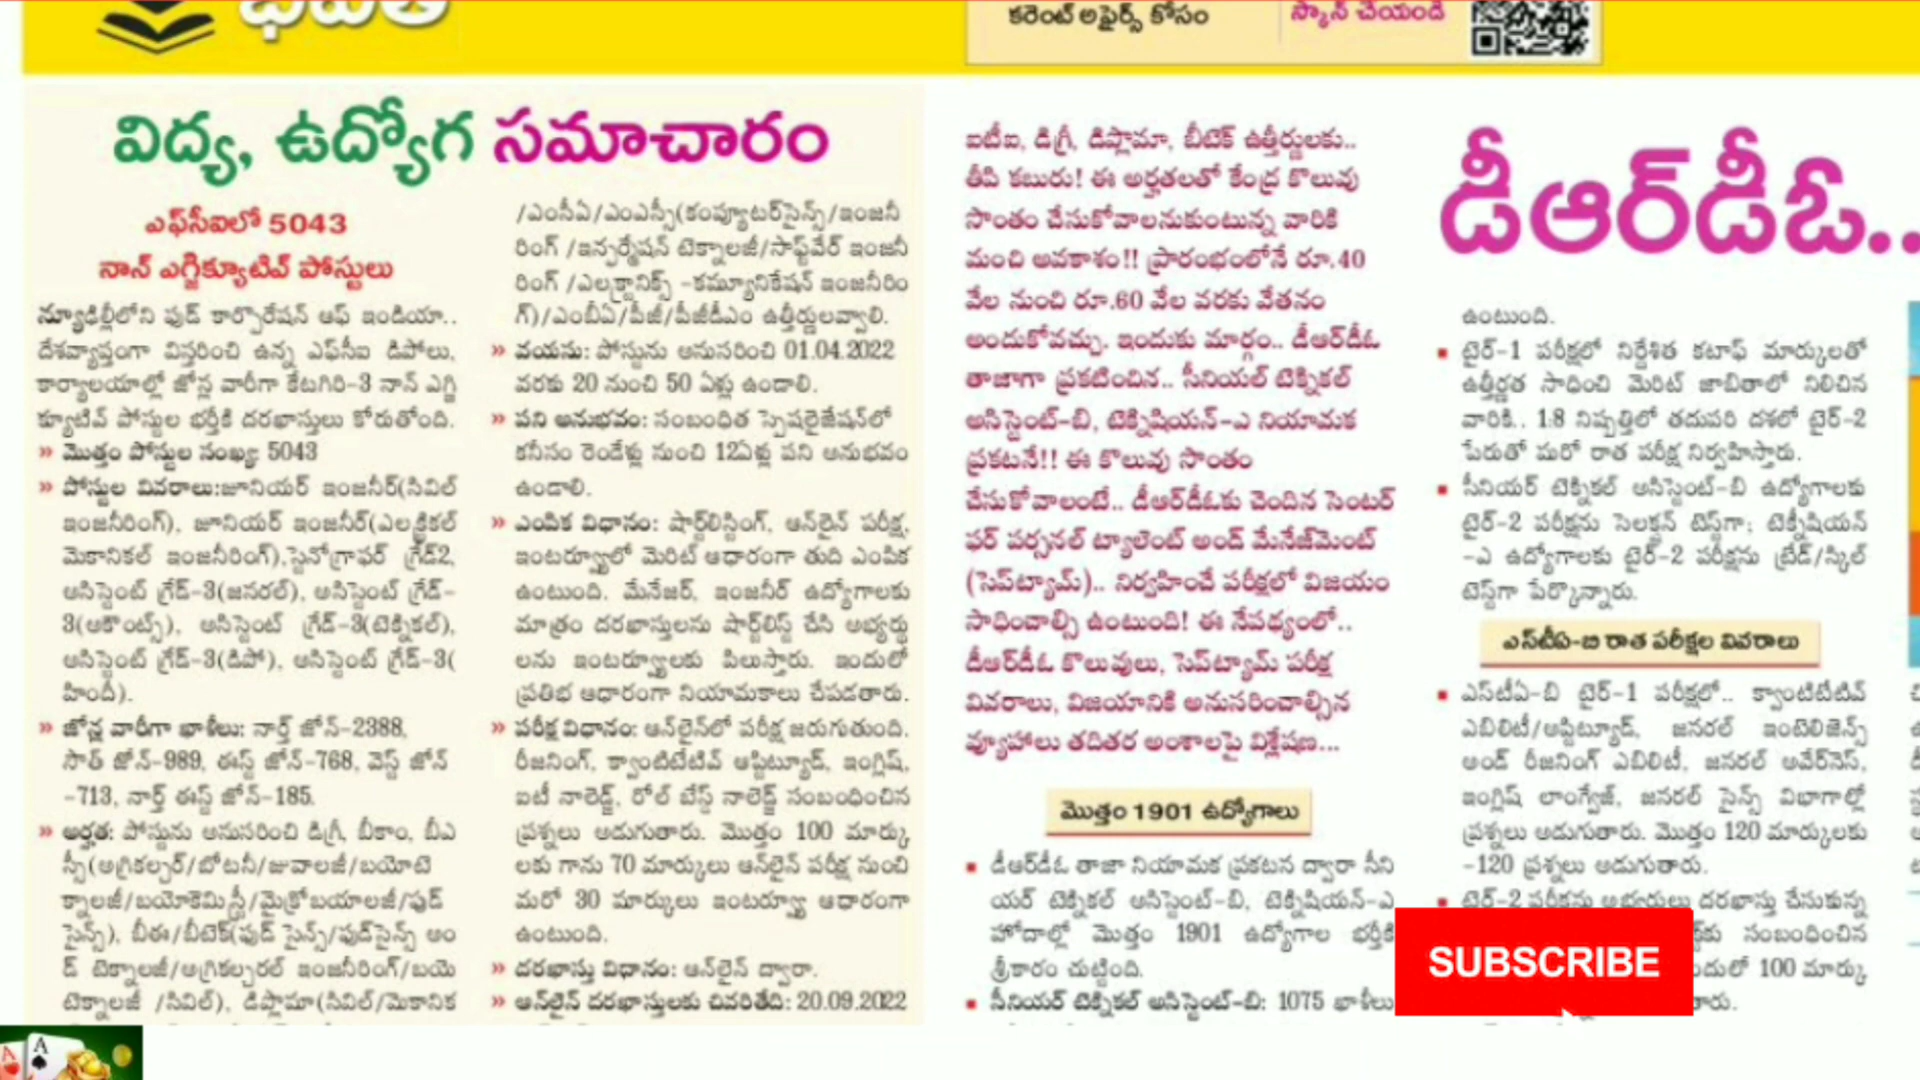 భవిత
కరెంట్ అఫైర్స్ కోసం
స్కాన్ చేయండి
విద్య, ఉద్యోగ సమాచారం
ఎఫ్‌సీఐలో 5043
నాన్ ఎగ్జిక్యూటివ్ పోస్టులు
న్యూఢిల్లీలోని ఫుడ్ కార్పొరేషన్ ఆఫ్ ఇండియా..
దేశవ్యాప్తంగా విస్తరించి ఉన్న ఎఫ్‌సీఐ డిపోలు,
కార్యాలయాల్లో జోన్ల వారీగా కేటగిరి-3 నాన్ ఎగ్జి
క్యూటివ్ పోస్టుల భర్తీకి దరఖాస్తులు కోరుతోంది.
» మొత్తం పోస్టుల సంఖ్య: 5043
» పోస్టుల వివరాలు:జూనియర్ ఇంజనీర్(సివిల్
ఇంజనీరింగ్), జూనియర్ ఇంజనీర్(ఎలక్ట్రికల్
మెకానికల్ ఇంజనీరింగ్),స్టెనోగ్రాఫర్ గ్రేడ్2,
అసిస్టెంట్ గ్రేడ్-3(జనరల్), అసిస్టెంట్ గ్రేడ్-
3(అకౌంట్స్), అసిస్టెంట్ గ్రేడ్-3(టెక్నికల్),
అసిస్టెంట్ గ్రేడ్-3(డిపో), అసిస్టెంట్ గ్రేడ్-3(
హిందీ).
» జోన్ల వారీగా ఖాళీలు: నార్త్ జోన్-2388,
సౌత్ జోన్-989, ఈస్ట్ జోన్-768, వెస్ట్ జోన్
-713, నార్త్ ఈస్ట్ జోన్-185.
» అర్హత: పోస్టును అనుసరించి డిగ్రీ, బీకాం, బీఎ
స్సీ(అగ్రికల్చర్/బోటనీ/జువాలజీ/బయోటె
క్నాలజీ/బయోకెమిస్ట్రీ/మైక్రోబయాలజీ/ఫుడ్
సైన్స్), బీఈ/బీటెక్(ఫుడ్ సైన్స్/ఫుడ్‌సైన్స్ అం
డ్ టెక్నాలజీ/అగ్రికల్చరల్ ఇంజనీరింగ్/బయె
టెక్నాలజీ /సివిల్), డిప్లొమా(సివిల్/మెకానిక
/ఎంసీఏ/ఎంఎస్సీ(కంప్యూటర్‌సైన్స్/ఇంజనీ
రింగ్ /ఇన్ఫర్మేషన్ టెక్నాలజీ/సాఫ్ట్‌వేర్ ఇంజనీ
రింగ్ /ఎలక్ట్రానిక్స్ -కమ్యూనికేషన్ ఇంజనీరిం
గ్)/ఎంబీఏ/పీజీ/పీజీడీఎం ఉత్తీర్ణులవ్వాలి.
» వయసు: పోస్టును అనుసరించి 01.04.2022
వరకు 20 నుంచి 50 ఏళ్లు ఉండాలి.
» పని అనుభవం: సంబంధిత స్పెషలైజేషన్‌లో
కనీసం రెండేళ్లు నుంచి 12ఏళ్లు పని అనుభవం
ఉండాలి.
» ఎంపిక విధానం: షార్ట్‌లిస్టింగ్, ఆన్‌లైన్ పరీక్ష,
ఇంటర్వ్యూలో మెరిట్ ఆధారంగా తుది ఎంపిక
ఉంటుంది. మేనేజర్, ఇంజనీర్ ఉద్యోగాలకు
మాత్రం దరఖాస్తులను షార్ట్‌లిస్ట్ చేసి అభ్యర్థు
లను ఇంటర్వ్యూలకు పిలుస్తారు. ఇందులో
ప్రతిభ ఆధారంగా నియామకాలు చేపడతారు.
» పరీక్ష విధానం: ఆన్‌లైన్‌లో పరీక్ష జరుగుతుంది.
రీజనింగ్, క్వాంటిటేటివ్ ఆప్టిట్యూడ్, ఇంగ్లిష్,
ఐటీ నాలెడ్జ్, రోల్ బేస్డ్ నాలెడ్జ్ సంబంధించిన
ప్రశ్నలు అడుగుతారు. మొత్తం 100 మార్కు
లకు గాను 70 మార్కులు ఆన్‌లైన్ పరీక్ష నుంచి
మరో 30 మార్కులు ఇంటర్వ్యూ ఆధారంగా
ఉంటుంది.
» దరఖాస్తు విధానం: ఆన్‌లైన్ ద్వారా.
» ఆన్‌లైన్ దరఖాస్తులకు చివరితేది: 20.09.2022
ఐటీఐ, డిగ్రీ, డిప్లొమా, బీటెక్ ఉత్తీర్ణులకు..
తీపి కబురు! ఈ అర్హతలతో కేంద్ర కొలువు
సొంతం చేసుకోవాలనుకుంటున్న వారికి
మంచి అవకాశం!! ప్రారంభంలోనే రూ.40
వేల నుంచి రూ.60 వేల వరకు వేతనం
అందుకోవచ్చు. ఇందుకు మార్గం.. డీఆర్‌డీఓ
తాజాగా ప్రకటించిన.. సీనియల్ టెక్నికల్
అసిస్టెంట్-బి, టెక్నిషియన్-ఎ నియామక
ప్రకటనే!! ఈ కొలువు సొంతం
చేసుకోవాలంటే.. డీఆర్‌డీఓకు చెందిన సెంటర్
ఫర్ పర్సనల్ ట్యాలెంట్ అండ్ మేనేజ్‌మెంట్
(సెప్‌ట్యామ్).. నిర్వహించే పరీక్షలో విజయం
సాధించాల్సి ఉంటుంది! ఈ నేపథ్యంలో..
డీఆర్‌డీఓ కొలువులు, సెప్‌ట్యామ్ పరీక్ష
వివరాలు, విజయానికి అనుసరించాల్సిన
వ్యూహాలు తదితర అంశాలపై విశ్లేషణ...
మొత్తం 1901 ఉద్యోగాలు
▪ డీఆర్‌డీఓ తాజా నియామక ప్రకటన ద్వారా సీని
యర్ టెక్నికల్ అసిస్టెంట్-బి, టెక్నిషియన్-ఎ
హోదాల్లో మొత్తం 1901 ఉద్యోగాల భర్తీకి
శ్రీకారం చుట్టింది.
▪ సీనియర్ టెక్నికల్ అసిస్టెంట్-బి: 1075 ఖాళీలు
డీఆర్‌డీఓ..
ఉంటుంది.
▪ టైర్-1 పరీక్షలో నిర్దేశిత కటాఫ్ మార్కులతో
ఉత్తీర్ణత సాధించి మెరిట్ జాబితాలో నిలిచిన
వారికి.. 1:8 నిష్పత్తిలో తదుపరి దశలో టైర్-2
పేరుతో మరో రాత పరీక్ష నిర్వహిస్తారు.
▪ సీనియర్ టెక్నికల్ అసిస్టెంట్-బి ఉద్యోగాలకు
టైర్-2 పరీక్షను సెలక్షన్ టెస్ట్‌గా; టెక్నీషియన్
-ఎ ఉద్యోగాలకు టైర్-2 పరీక్షను ట్రేడ్/స్కిల్
టెస్ట్‌గా పేర్కొన్నారు.
ఎస్‌టీఏ-బి రాత పరీక్షల వివరాలు
▪ ఎస్‌టీఏ-బి టైర్-1 పరీక్షలో.. క్వాంటిటేటివ్
ఎబిలిటీ/ఆప్టిట్యూడ్, జనరల్ ఇంటెలిజెన్స్
అండ్ రీజనింగ్ ఎబిలిటీ, జనరల్ అవేర్‌నెస్,
ఇంగ్లిష్ లాంగ్వేజ్, జనరల్ సైన్స్ విభాగాల్లో
ప్రశ్నలు అడుగుతారు. మొత్తం 120 మార్కులకు
-120 ప్రశ్నలు అడుగుతారు.
▪ టైర్-2 పరీక్షను అభ్యర్థులు దరఖాస్తు చేసుకున్న
సంబంధించిన
100 మార్కు
SUBSCRIBE